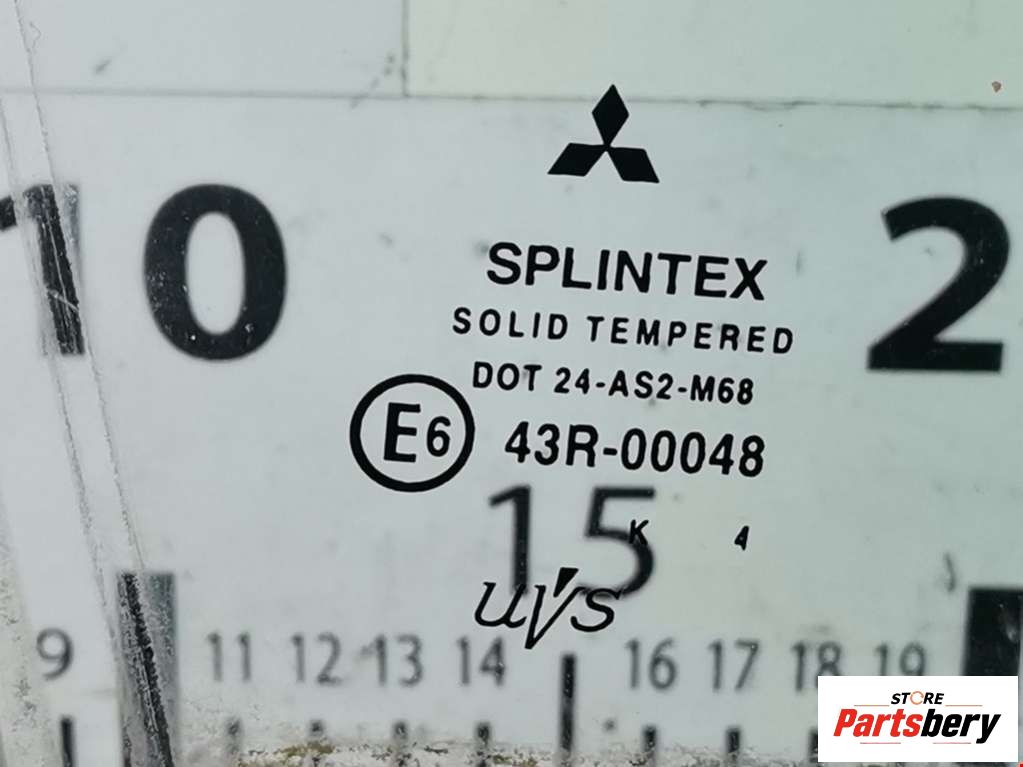 10
2
SPLINTEX
SOLID TEMPERED
DOT 24-AS2-M68
E6 43R-00048
15
K 4
uvs
9 11 12 13 14 16 17 18 19
STORE
Partsbery